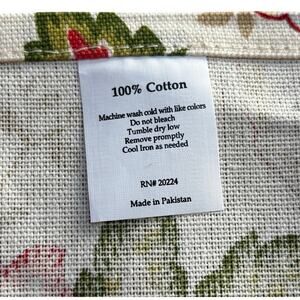 100% Cotton
Machine wash cold with like colors
Do not bleach
Tumble dry low
Remove promptly
Cool Iron as needed
RN# 20224
Made in Pakistan